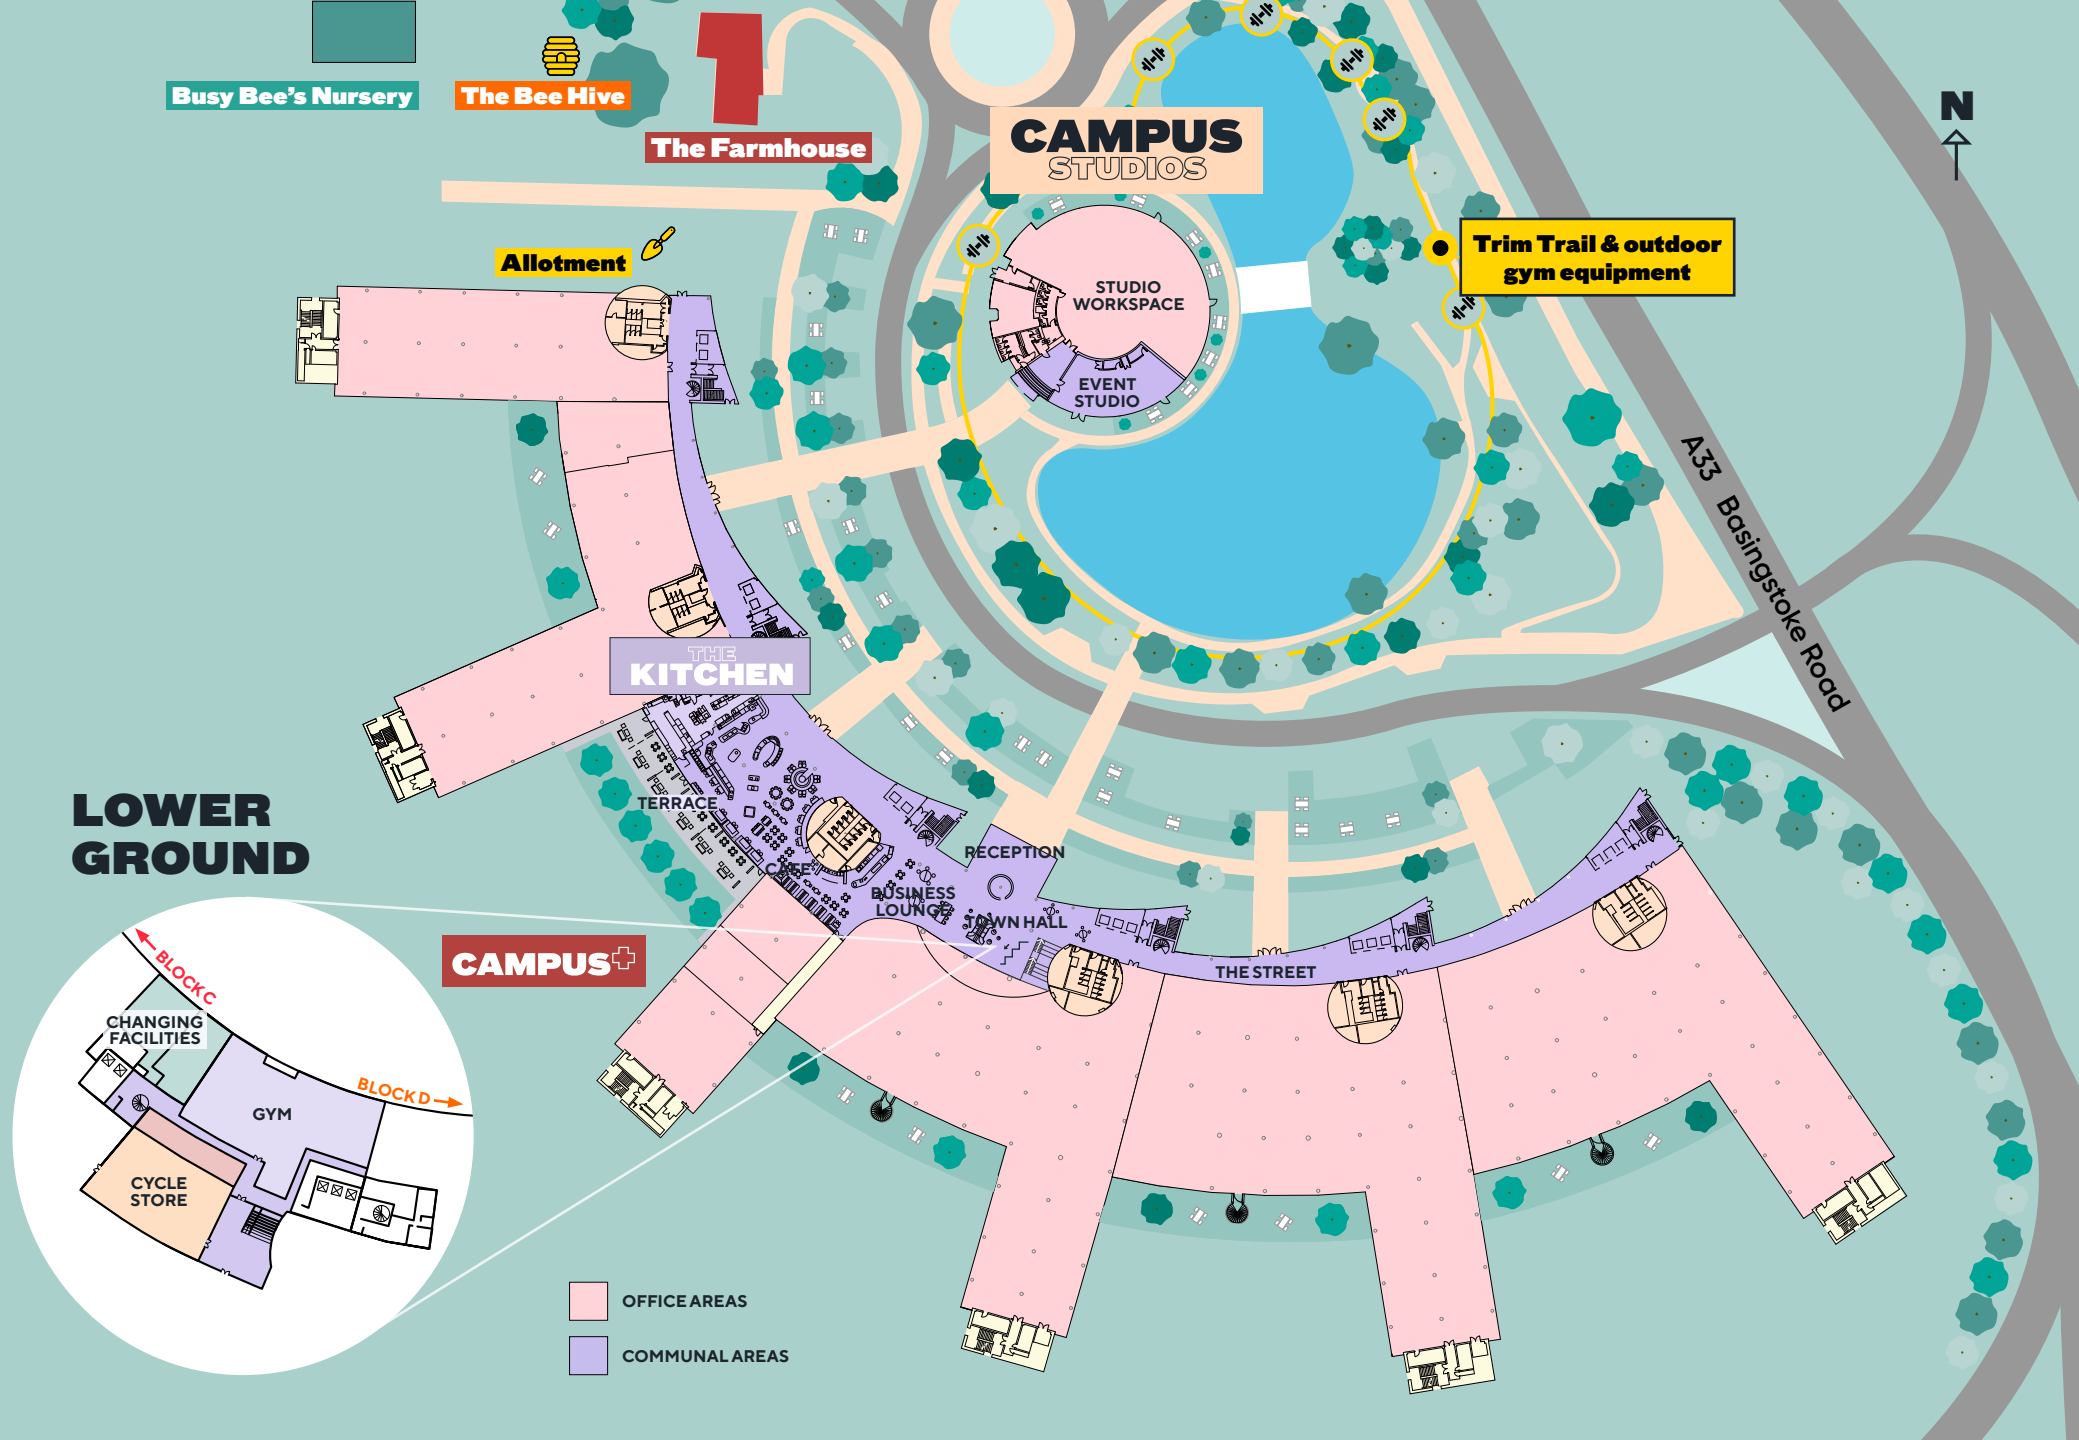 Busy Bee's Nursery
The Bee Hive
The Farmhouse
CAMPUS
STUDIOS
N
Allotment
Trim Trail & outdoor
gym equipment
STUDIO
WORKSPACE
EVENT
STUDIO
A33 Basingstoke Road
THE
KITCHEN
TERRACE
CAFE
RECEPTION
BUSINESS
LOUNGE
TOWN HALL
THE STREET
LOWER
GROUND
CAMPUS+
BLOCK C
CHANGING
FACILITIES
BLOCK D
GYM
CYCLE
STORE
OFFICE AREAS
COMMUNAL AREAS